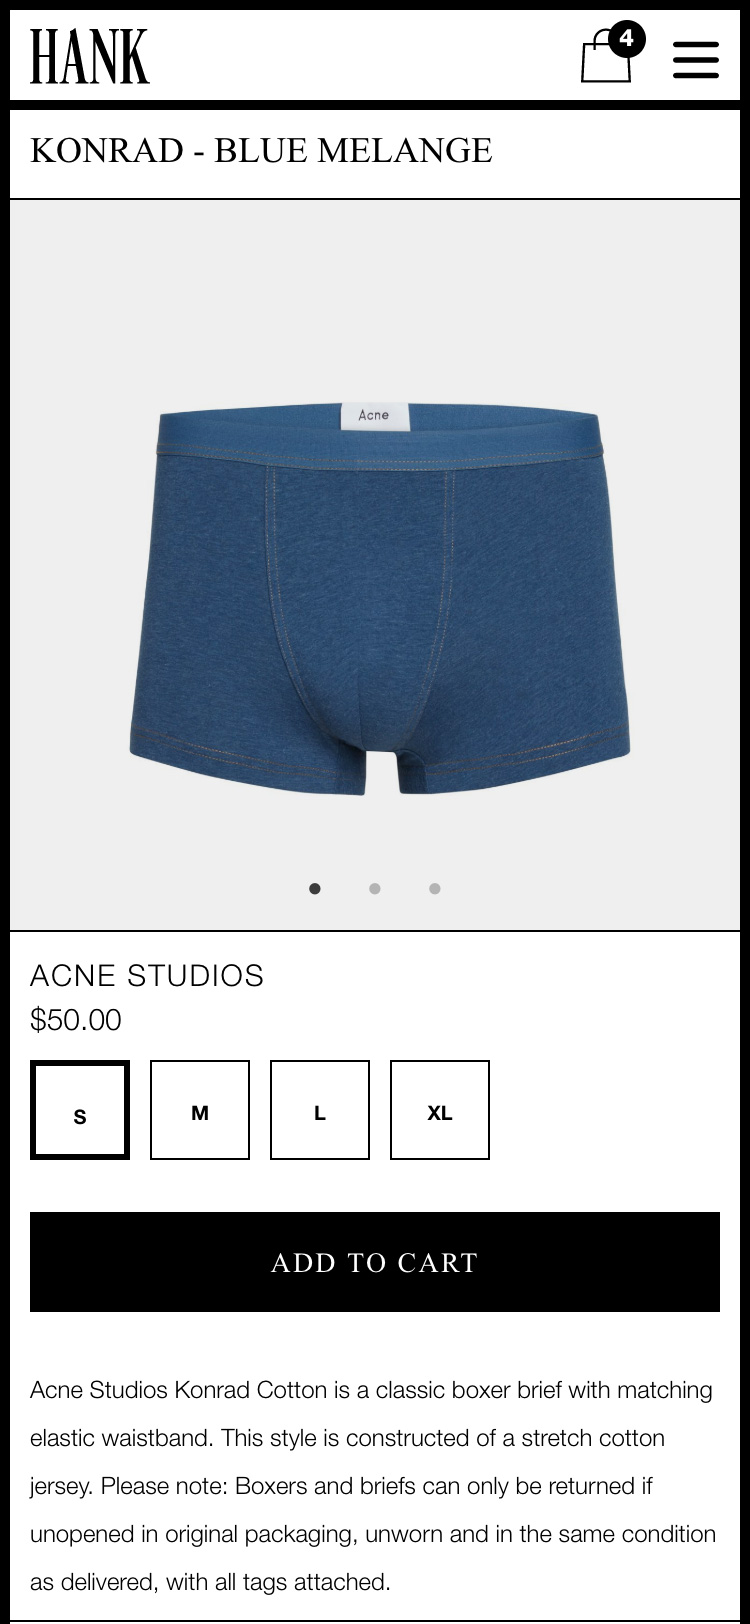 HANK
4
KONRAD - BLUE MELANGE
Acne
ACNE STUDIOS
$50.00
S
M
L
XL
ADD TO CART
Acne Studios Konrad Cotton is a classic boxer brief with matching
elastic waistband. This style is constructed of a stretch cotton
jersey. Please note: Boxers and briefs can only be returned if
unopened in original packaging, unworn and in the same condition
as delivered, with all tags attached.